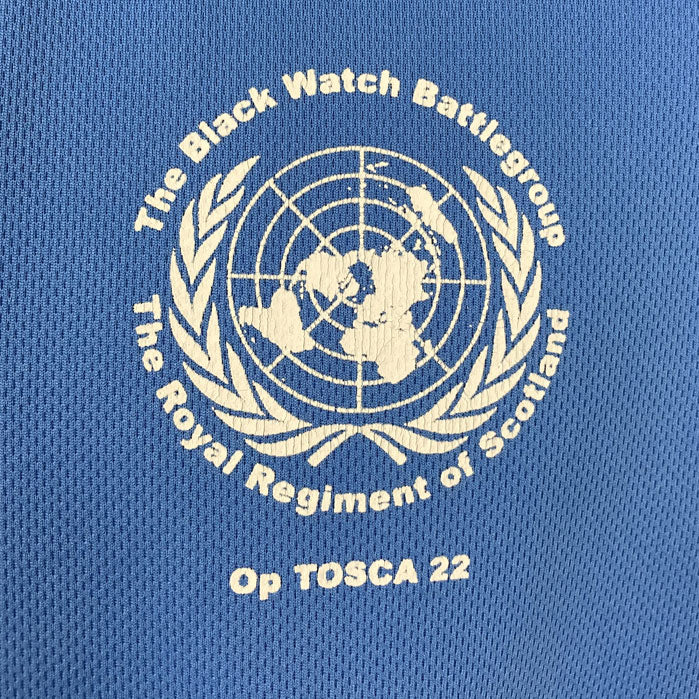 The Black Watch Battlegroup
The Royal Regiment of Scotland
Op TOSCA 22